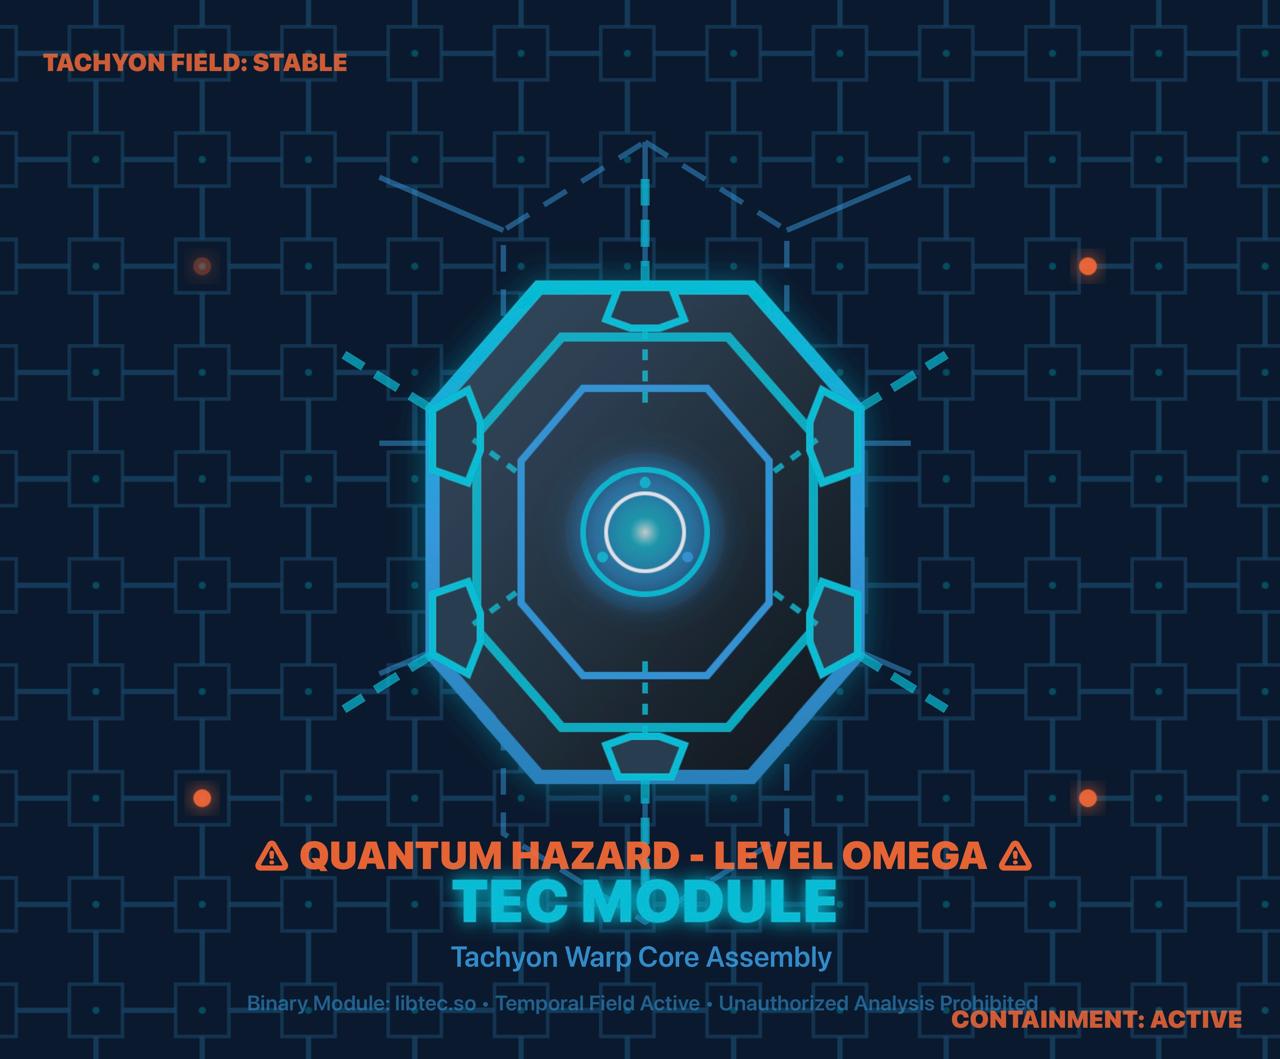 TACHYON FIELD: STABLE
⚠ QUANTUM HAZARD - LEVEL OMEGA ⚠
TEC MODULE
Tachyon Warp Core Assembly
Binary Module: libtec.so • Temporal Field Active • Unauthorized Analysis Prohibited
CONTAINMENT: ACTIVE